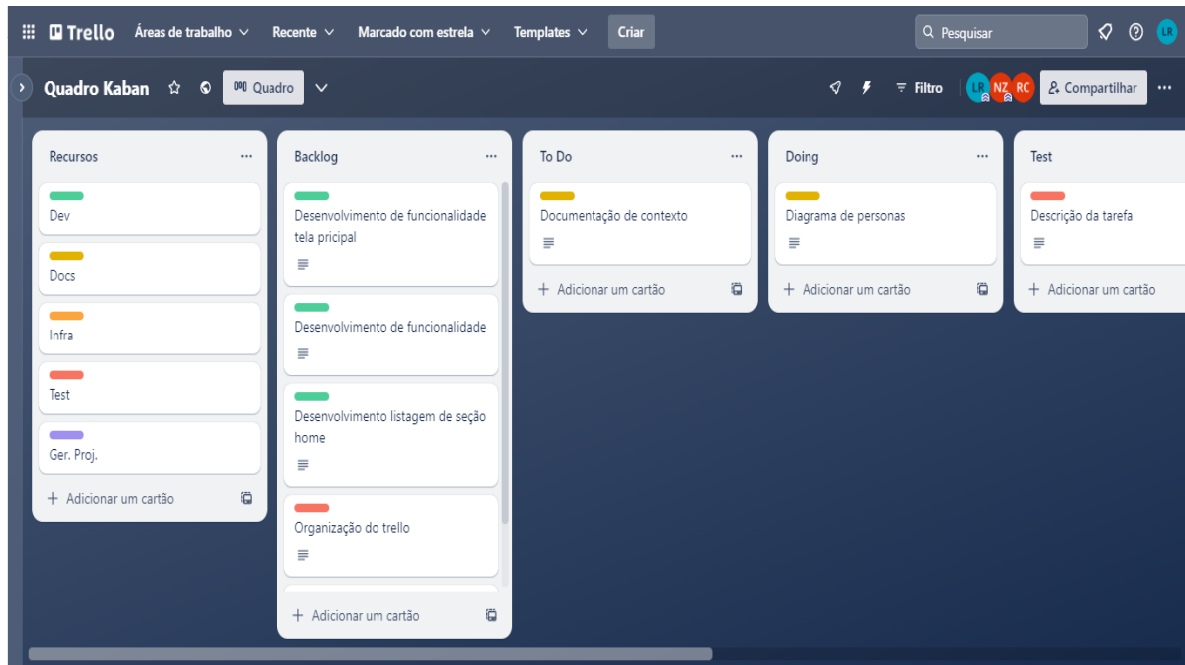 Trello
Áreas de trabalho
Recente
Marcado com estrela
Templates
Criar
Pesquisar
LR
Quadro Kaban
Quadro
Filtro
LR
NZ
RC
Compartilhar
Recursos
Dev
Docs
Infra
Test
Ger. Proj.
Adicionar um cartão
Backlog
Desenvolvimento de funcionalidade
tela pricipal
Desenvolvimento de funcionalidade
Desenvolvimento listagem de seção
home
Organização do trello
Adicionar um cartão
To Do
Documentação de contexto
Adicionar um cartão
Doing
Diagrama de personas
Adicionar um cartão
Test
Descrição da tarefa
Adicionar um cartão